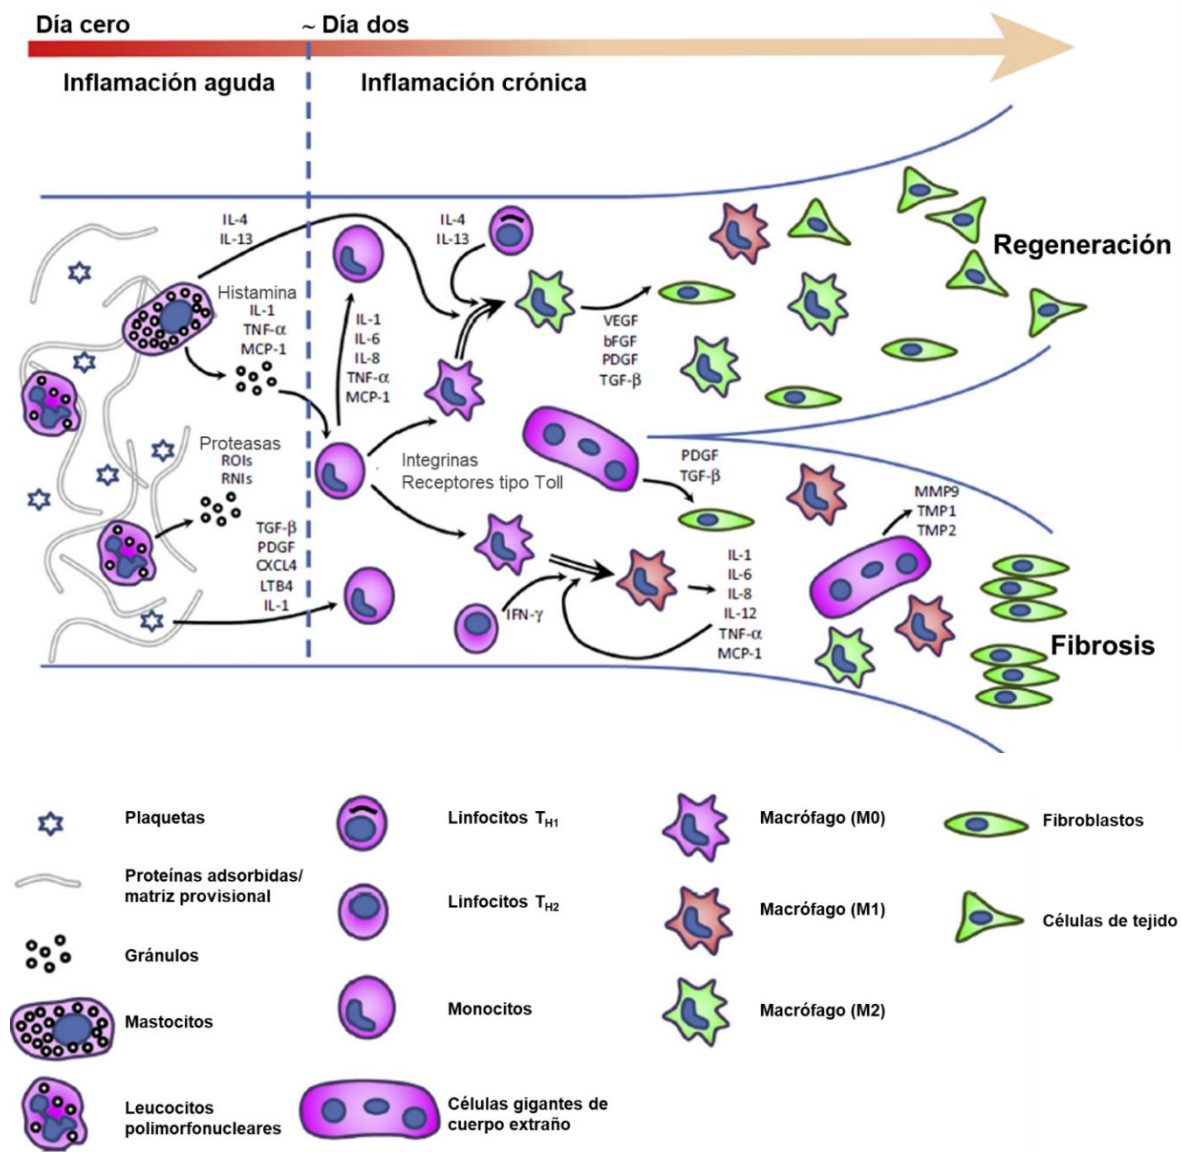 Día cero
~ Día dos
Inflamación aguda
Inflamación crónica
IL-4
IL-13
IL-4
IL-13
Regeneración
Histamina
IL-1
TNF-α
MCP-1
IL-1
IL-6
IL-8
TNF-α
MCP-1
VEGF
bFGF
PDGF
TGF-β
Proteasas
ROIs
RNIs
Integrinas
Receptores tipo Toll
PDGF
TGF-β
MMP9
TMP1
TMP2
TGF-β
PDGF
CXCL4
LTB4
IL-1
IFN-γ
IL-1
IL-6
IL-8
IL-12
TNF-α
MCP-1
Fibrosis
Plaquetas
Proteínas adsorbidas/
matriz provisional
Gránulos
Mastocitos
Leucocitos
polimorfonucleares
Linfocitos TH1
Linfocitos TH2
Monocitos
Células gigantes de
cuerpo extraño
Macrófago (M0)
Macrófago (M1)
Macrófago (M2)
Fibroblastos
Células de tejido